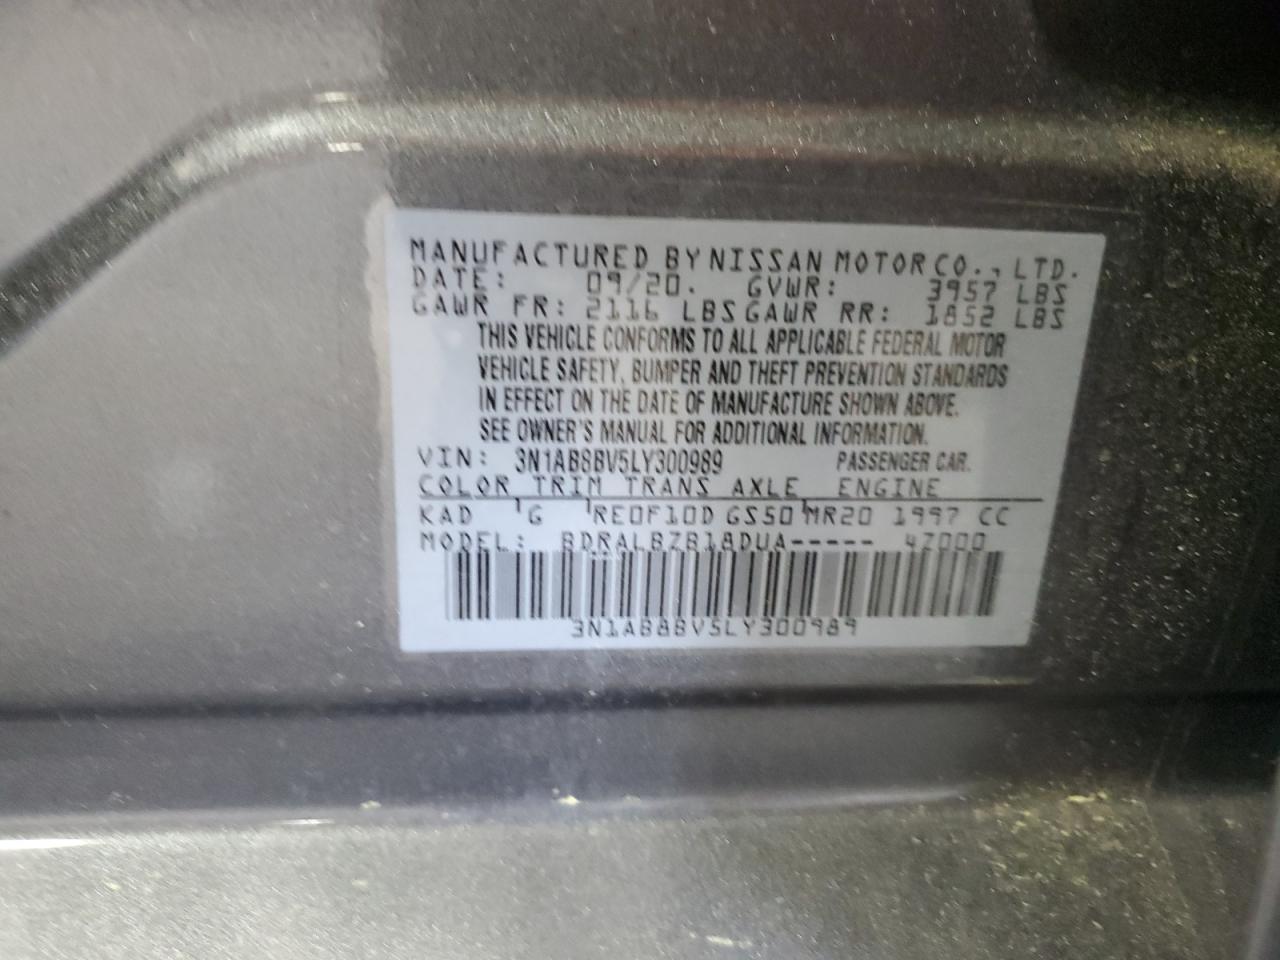 MANUFACTURED BY NISSAN MOTOR CO., LTD.
DATE: 09/20. GVWR: 3957 LBS
GAWR FR: 2116 LBS GAWR RR: 1852 LBS
THIS VEHICLE CONFORMS TO ALL APPLICABLE FEDERAL MOTOR
VEHICLE SAFETY, BUMPER AND THEFT PREVENTION STANDARDS
IN EFFECT ON THE DATE OF MANUFACTURE SHOWN ABOVE.
SEE OWNER'S MANUAL FOR ADDITIONAL INFORMATION.
VIN: 3N1AB8BV5LY300989 PASSENGER CAR.
COLOR TRIM TRANS AXLE ENGINE
KAD G RE0F10D GS50 MR20 1997 CC
MODEL: BDRALBZB18DUA----- 4Z000
3N1AB8BV5LY300989